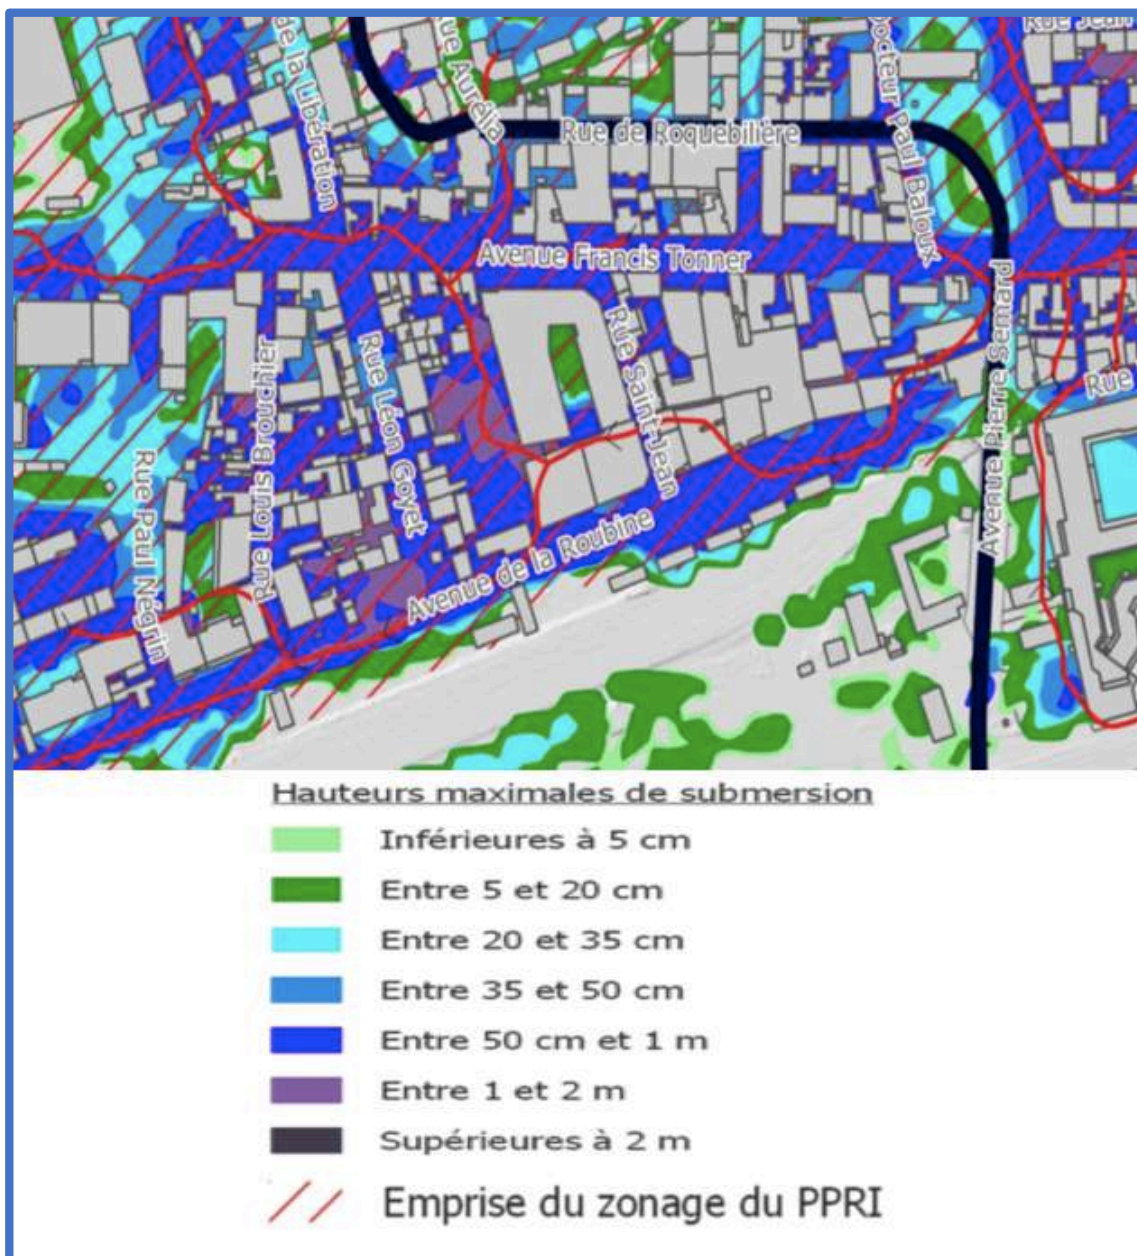 Rue Jean
de la Libération
Rue Aurélia
Docteur Paul Baloux
Rue de Roquebilière
Avenue Francis Tonner
Rue Louis Brouchier
Rue Léon Goyet
Rue Saint-Jean
Avenue Pierre Semard
Rue
Rue Paul Négrin
Avenue de la Roubine
Hauteurs maximales de submersion
Inférieures à 5 cm
Entre 5 et 20 cm
Entre 20 et 35 cm
Entre 35 et 50 cm
Entre 50 cm et 1 m
Entre 1 et 2 m
Supérieures à 2 m
Emprise du zonage du PPRI